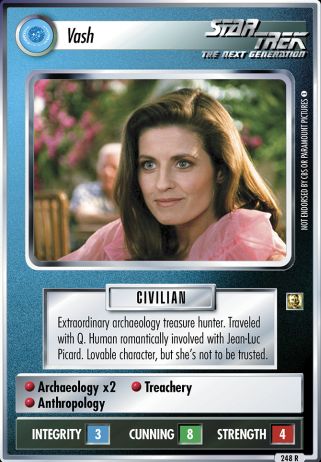 Vash
STAR TREK
THE NEXT GENERATION
NOT ENDORSED BY CBS OR PARAMOUNT PICTURES
CIVILIAN
Extraordinary archaeology treasure hunter. Traveled
with Q. Human romantically involved with Jean-Luc
Picard. Lovable character, but she's not to be trusted.
Archaeology x2 Treachery
Anthropology
INTEGRITY 3 CUNNING 8 STRENGTH 4
248 R